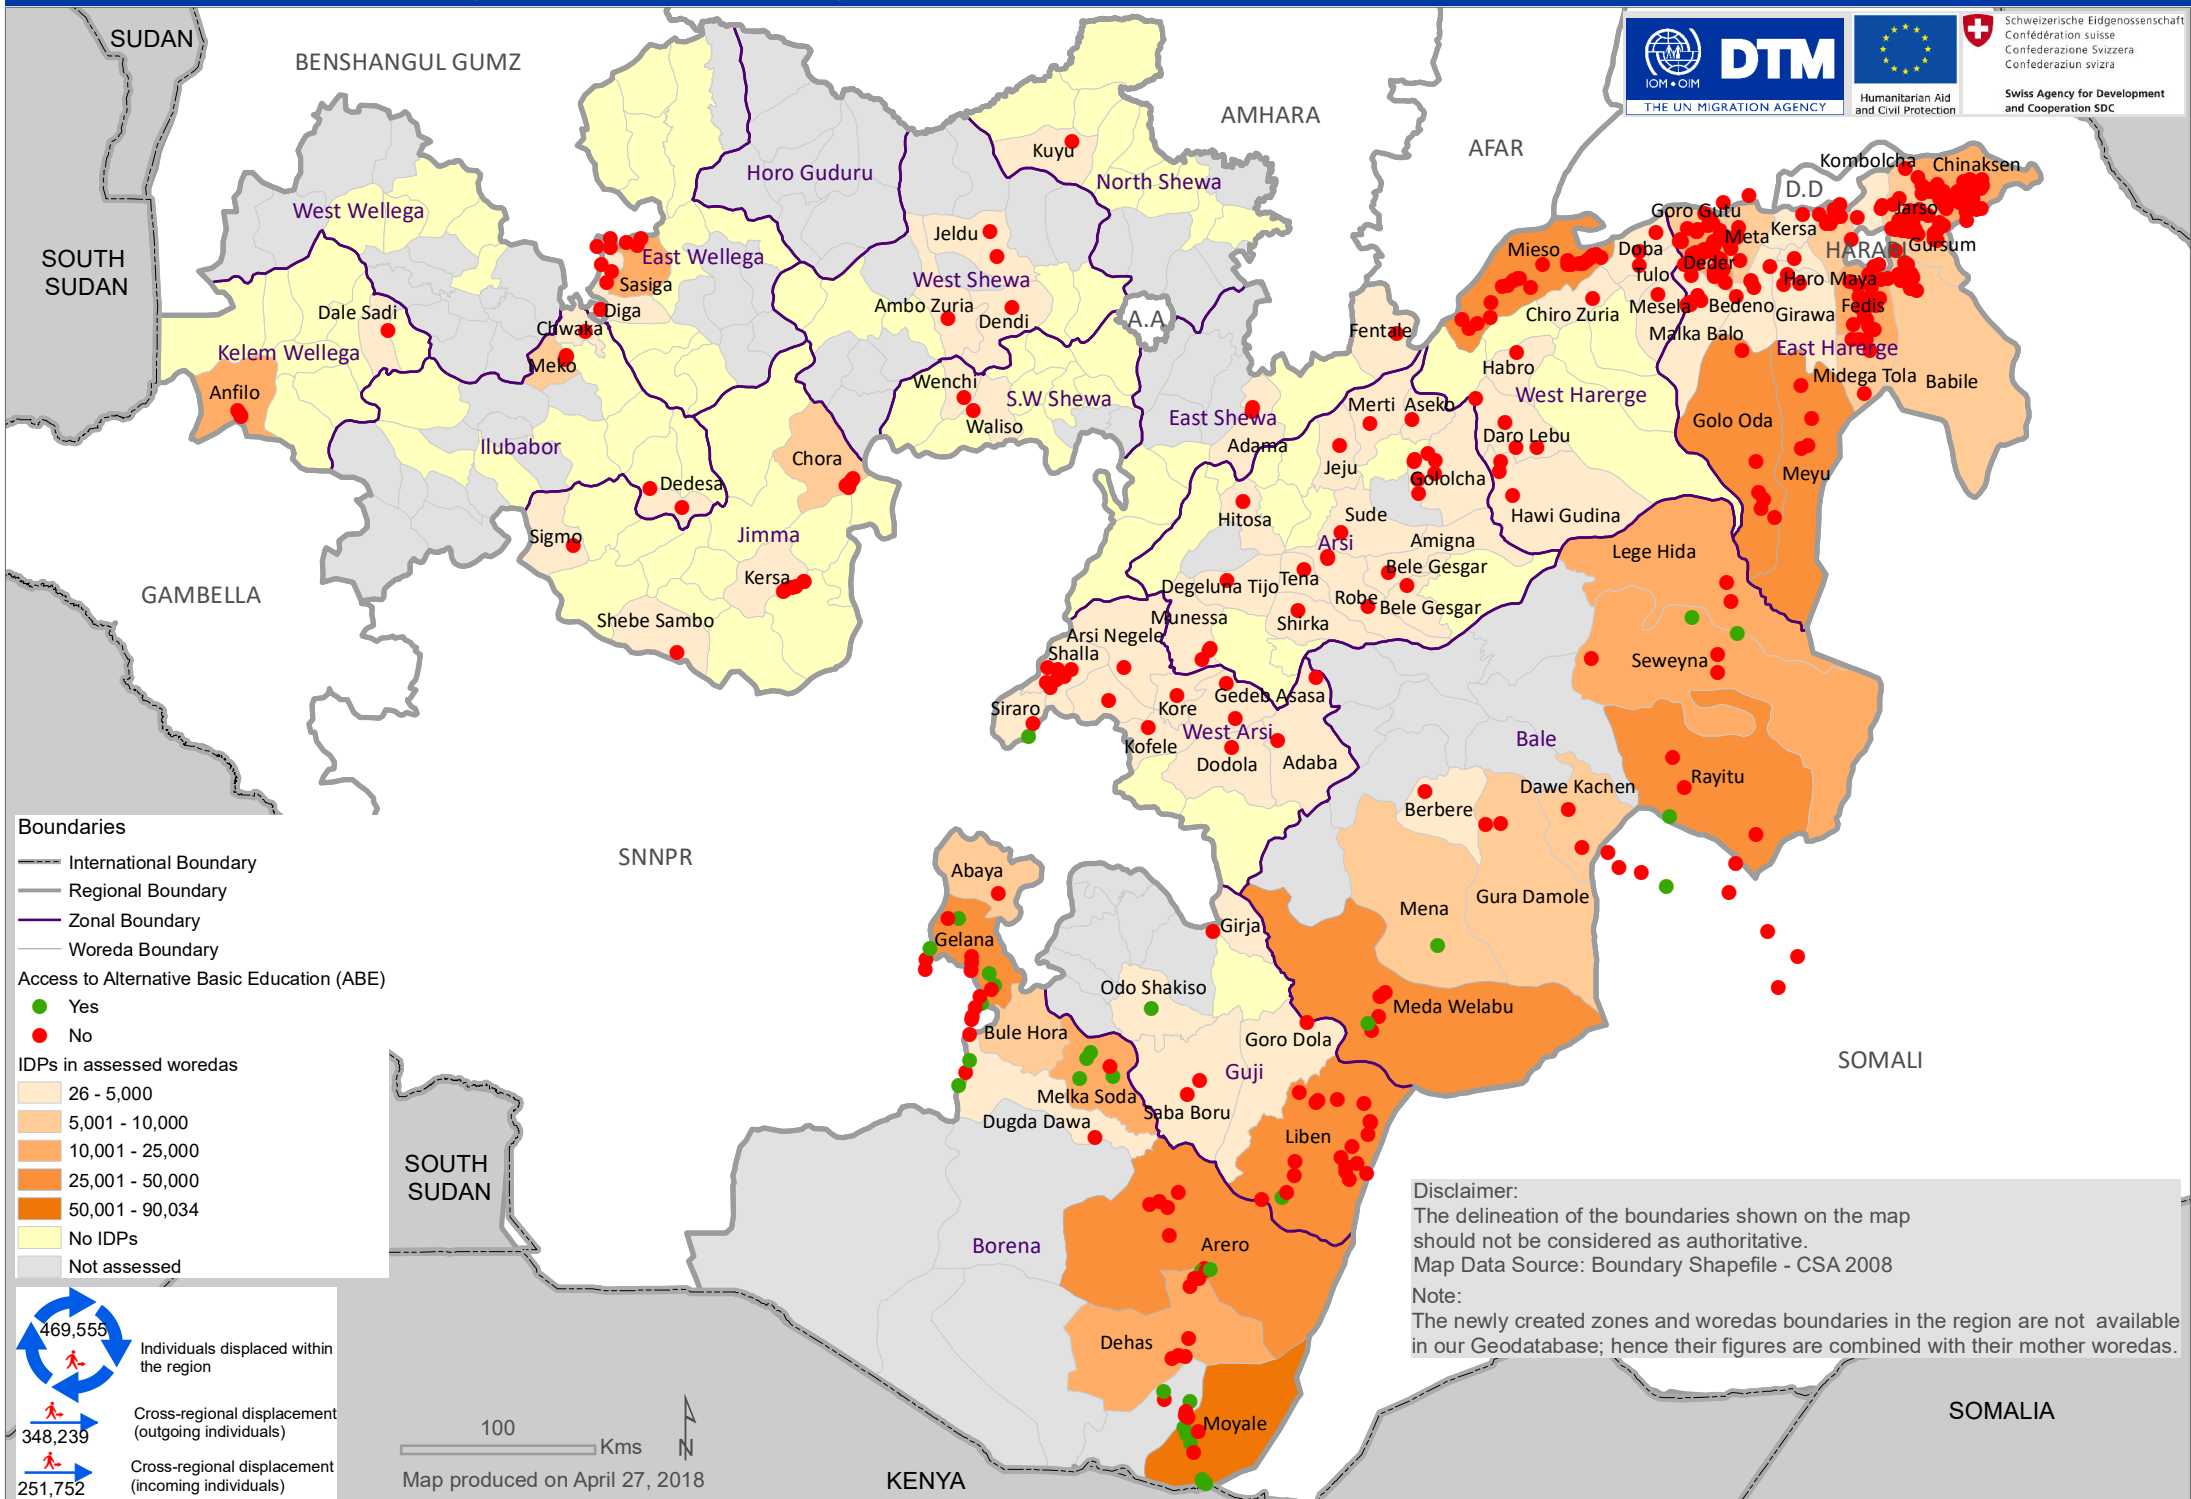 SUDAN
BENSHANGUL GUMZ
AMHARA
AFAR
IOM • OIM
DTM
THE UN MIGRATION AGENCY
Humanitarian Aid
and Civil Protection
Schweizerische Eidgenossenschaft
Confédération suisse
Confederazione Svizzera
Confederaziun svizra
Swiss Agency for Development
and Cooperation SDC
Kuyu
Horo Guduru
North Shewa
West Wellega
Kombolcha
Chinaksen
D.D
Goro Gutu
Jarso
Kersa
Meta
Gursum
HARARI
SOUTH
SUDAN
Jeldu
East Wellega
Sasiga
West Shewa
Mieso
Doba
Deder
Tulo
Haro Maya
Dale Sadi
Diga
Chwaka
Ambo Zuria
Dendi
A.A
Fentale
Chiro Zuria
Mesela
Bedeno
Girawa
Fedis
Malka Balo
East Harerge
Kelem Wellega
Meko
Anfilo
Wenchi
S.W Shewa
Waliso
Habro
West Harerge
Midega Tola
Babile
East Shewa
Adama
Merti
Aseko
Golo Oda
Daro Lebu
Ilubabor
Chora
Jeju
Gololcha
Meyu
Dedesa
Hitosa
Sude
Hawi Gudina
Sigmo
Jimma
Arsi
Amigna
Lege Hida
Kersa
Degeluna Tijo
Tena
Bele Gesgar
GAMBELLA
Robe
Bele Gesgar
Shebe Sambo
Munessa
Shirka
Arsi Negele
Shalla
Seweyna
Siraro
Kore
Gedeb Asasa
West Arsi
Kofele
Dodola
Adaba
Bale
Rayitu
Dawe Kachen
Berbere
SNNPR
Abaya
Gura Damole
Mena
Girja
Gelana
Odo Shakiso
Meda Welabu
Bule Hora
Goro Dola
Guji
SOMALI
Melka Soda
Saba Boru
Dugda Dawa
Liben
Borena
Arero
Dehas
Moyale
SOUTH
SUDAN
KENYA
SOMALIA
Boundaries
International Boundary
Regional Boundary
Zonal Boundary
Woreda Boundary
Access to Alternative Basic Education (ABE)
Yes
No
IDPs in assessed woredas
26 - 5,000
5,001 - 10,000
10,001 - 25,000
25,001 - 50,000
50,001 - 90,034
No IDPs
Not assessed
469,555
Individuals displaced within
the region
348,239
Cross-regional displacement
(outgoing individuals)
251,752
Cross-regional displacement
(incoming individuals)
100
Kms
N
Map produced on April 27, 2018
Disclaimer:
The delineation of the boundaries shown on the map
should not be considered as authoritative.
Map Data Source: Boundary Shapefile - CSA 2008
Note:
The newly created zones and woredas boundaries in the region are not available
in our Geodatabase; hence their figures are combined with their mother woredas.